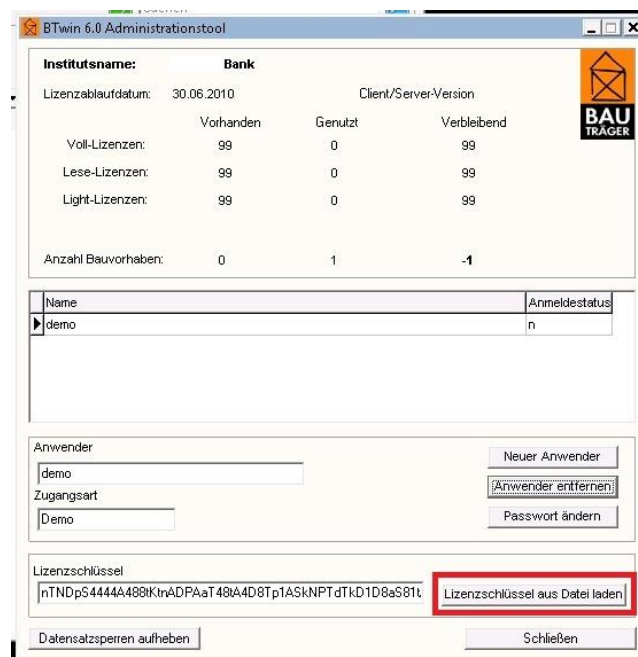 BTwin 6.0 Administrationstool
Institutsname: Bank
Lizenzablaufdatum: 30.06.2010 Client/Server-Version
BAU
TRÄGER
Vorhanden Genutzt Verbleibend
Voll-Lizenzen: 99 0 99
Lese-Lizenzen: 99 0 99
Light-Lizenzen: 99 0 99
Anzahl Bauvorhaben: 0 1 -1
Name Anmeldestatus
demo n
Anwender
demo
Neuer Anwender
Anwender entfernen
Zugangsart
Demo
Passwort ändern
Lizenzschlüssel
nTNDpS4444A488tKtnADPAaT48tA4D8Tp1ASkNPTdTkD1D8aS81t
Lizenzschlüssel aus Datei laden
Datensatzsperren aufheben Schließen